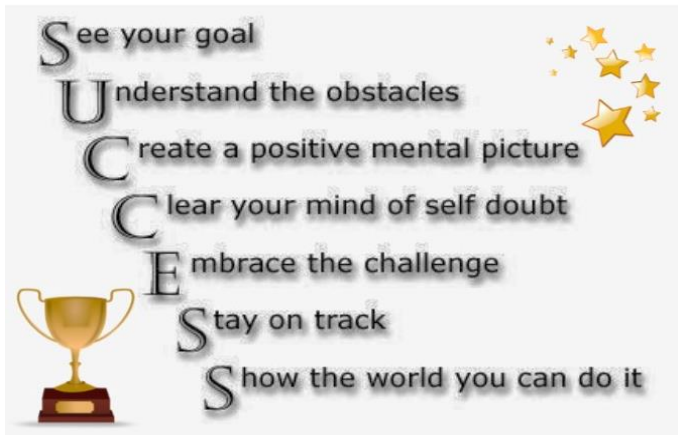 See your goal
Understand the obstacles
Create a positive mental picture
Clear your mind of self doubt
Embrace the challenge
Stay on track
Show the world you can do it